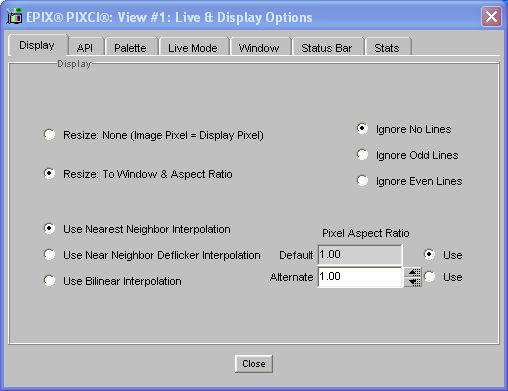 EPIX® PIXCI®: View #1: Live & Display Options
Display API Palette Live Mode Window Status Bar Stats
Display
Resize: None (Image Pixel = Display Pixel)
Resize: To Window & Aspect Ratio
Ignore No Lines
Ignore Odd Lines
Ignore Even Lines
Use Nearest Neighbor Interpolation
Use Near Neighbor Deflicker Interpolation
Use Bilinear Interpolation
Pixel Aspect Ratio
Default 1.00 Use
Alternate 1.00 Use
Close